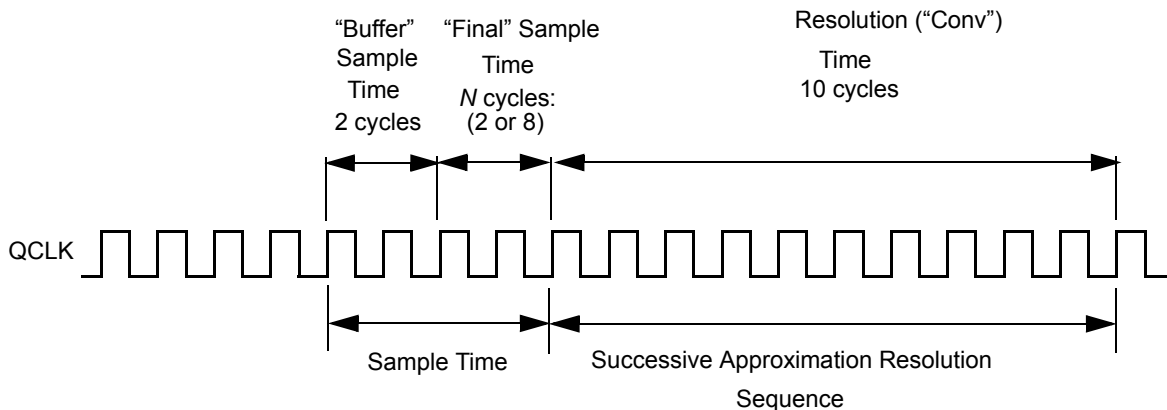 “Buffer”
Sample
Time
2 cycles
“Final” Sample
Time
N cycles:
(2 or 8)
Resolution (“Conv”)
Time
10 cycles
QCLK
Sample Time
Successive Approximation Resolution
Sequence